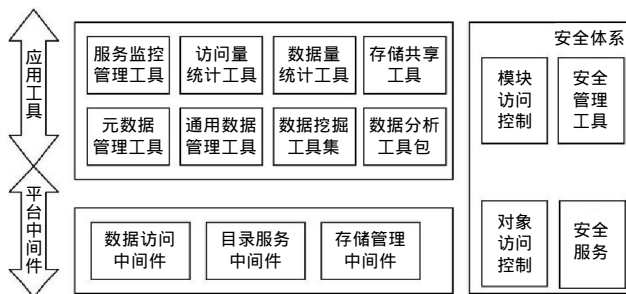 应用工具
服务监控
管理工具
访问量
统计工具
数据量
统计工具
存储共享
工具
元数据
管理工具
通用数据
管理工具
数据挖掘
工具集
数据分析
工具包
安全体系
模块
访问
控制
安全
管理
工具
平台中间件
数据访问
中间件
目录服务
中间件
存储管理
中间件
对象
访问
控制
安全
服务